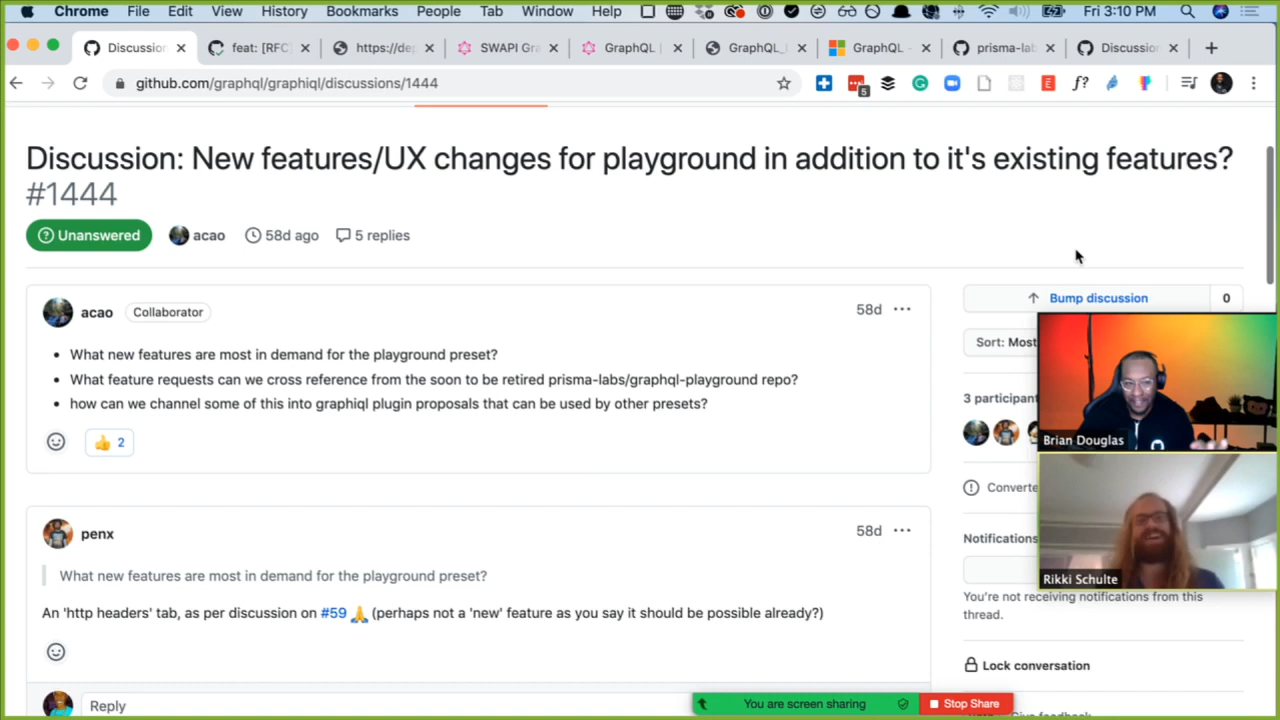 Chrome File Edit View History Bookmarks People Tab Window Help Fri 3:10 PM
Discussion feat: [RFC] https://de SWAPI Gra GraphQL GraphQL GraphQL - prisma-lab Discussion
github.com/graphql/graphiql/discussions/1444
5
f?
Discussion: New features/UX changes for playground in addition to it's existing features?
#1444
Unanswered acao 58d ago 5 replies
Bump discussion 0
acao Collaborator 58d
Sort: Most
What new features are most in demand for the playground preset?
What feature requests can we cross reference from the soon to be retired prisma-labs/graphql-playground repo?
how can we channel some of this into graphiql plugin proposals that can be used by other presets?
3 participan
2
Brian Douglas
Converte
penx 58d
Notifications
What new features are most in demand for the playground preset?
Rikki Schulte
An 'http headers' tab, as per discussion on #59 🙏 (perhaps not a 'new' feature as you say it should be possible already?)
You're not receiving notifications from this
thread.
Lock conversation
Reply
You are screen sharing Stop Share